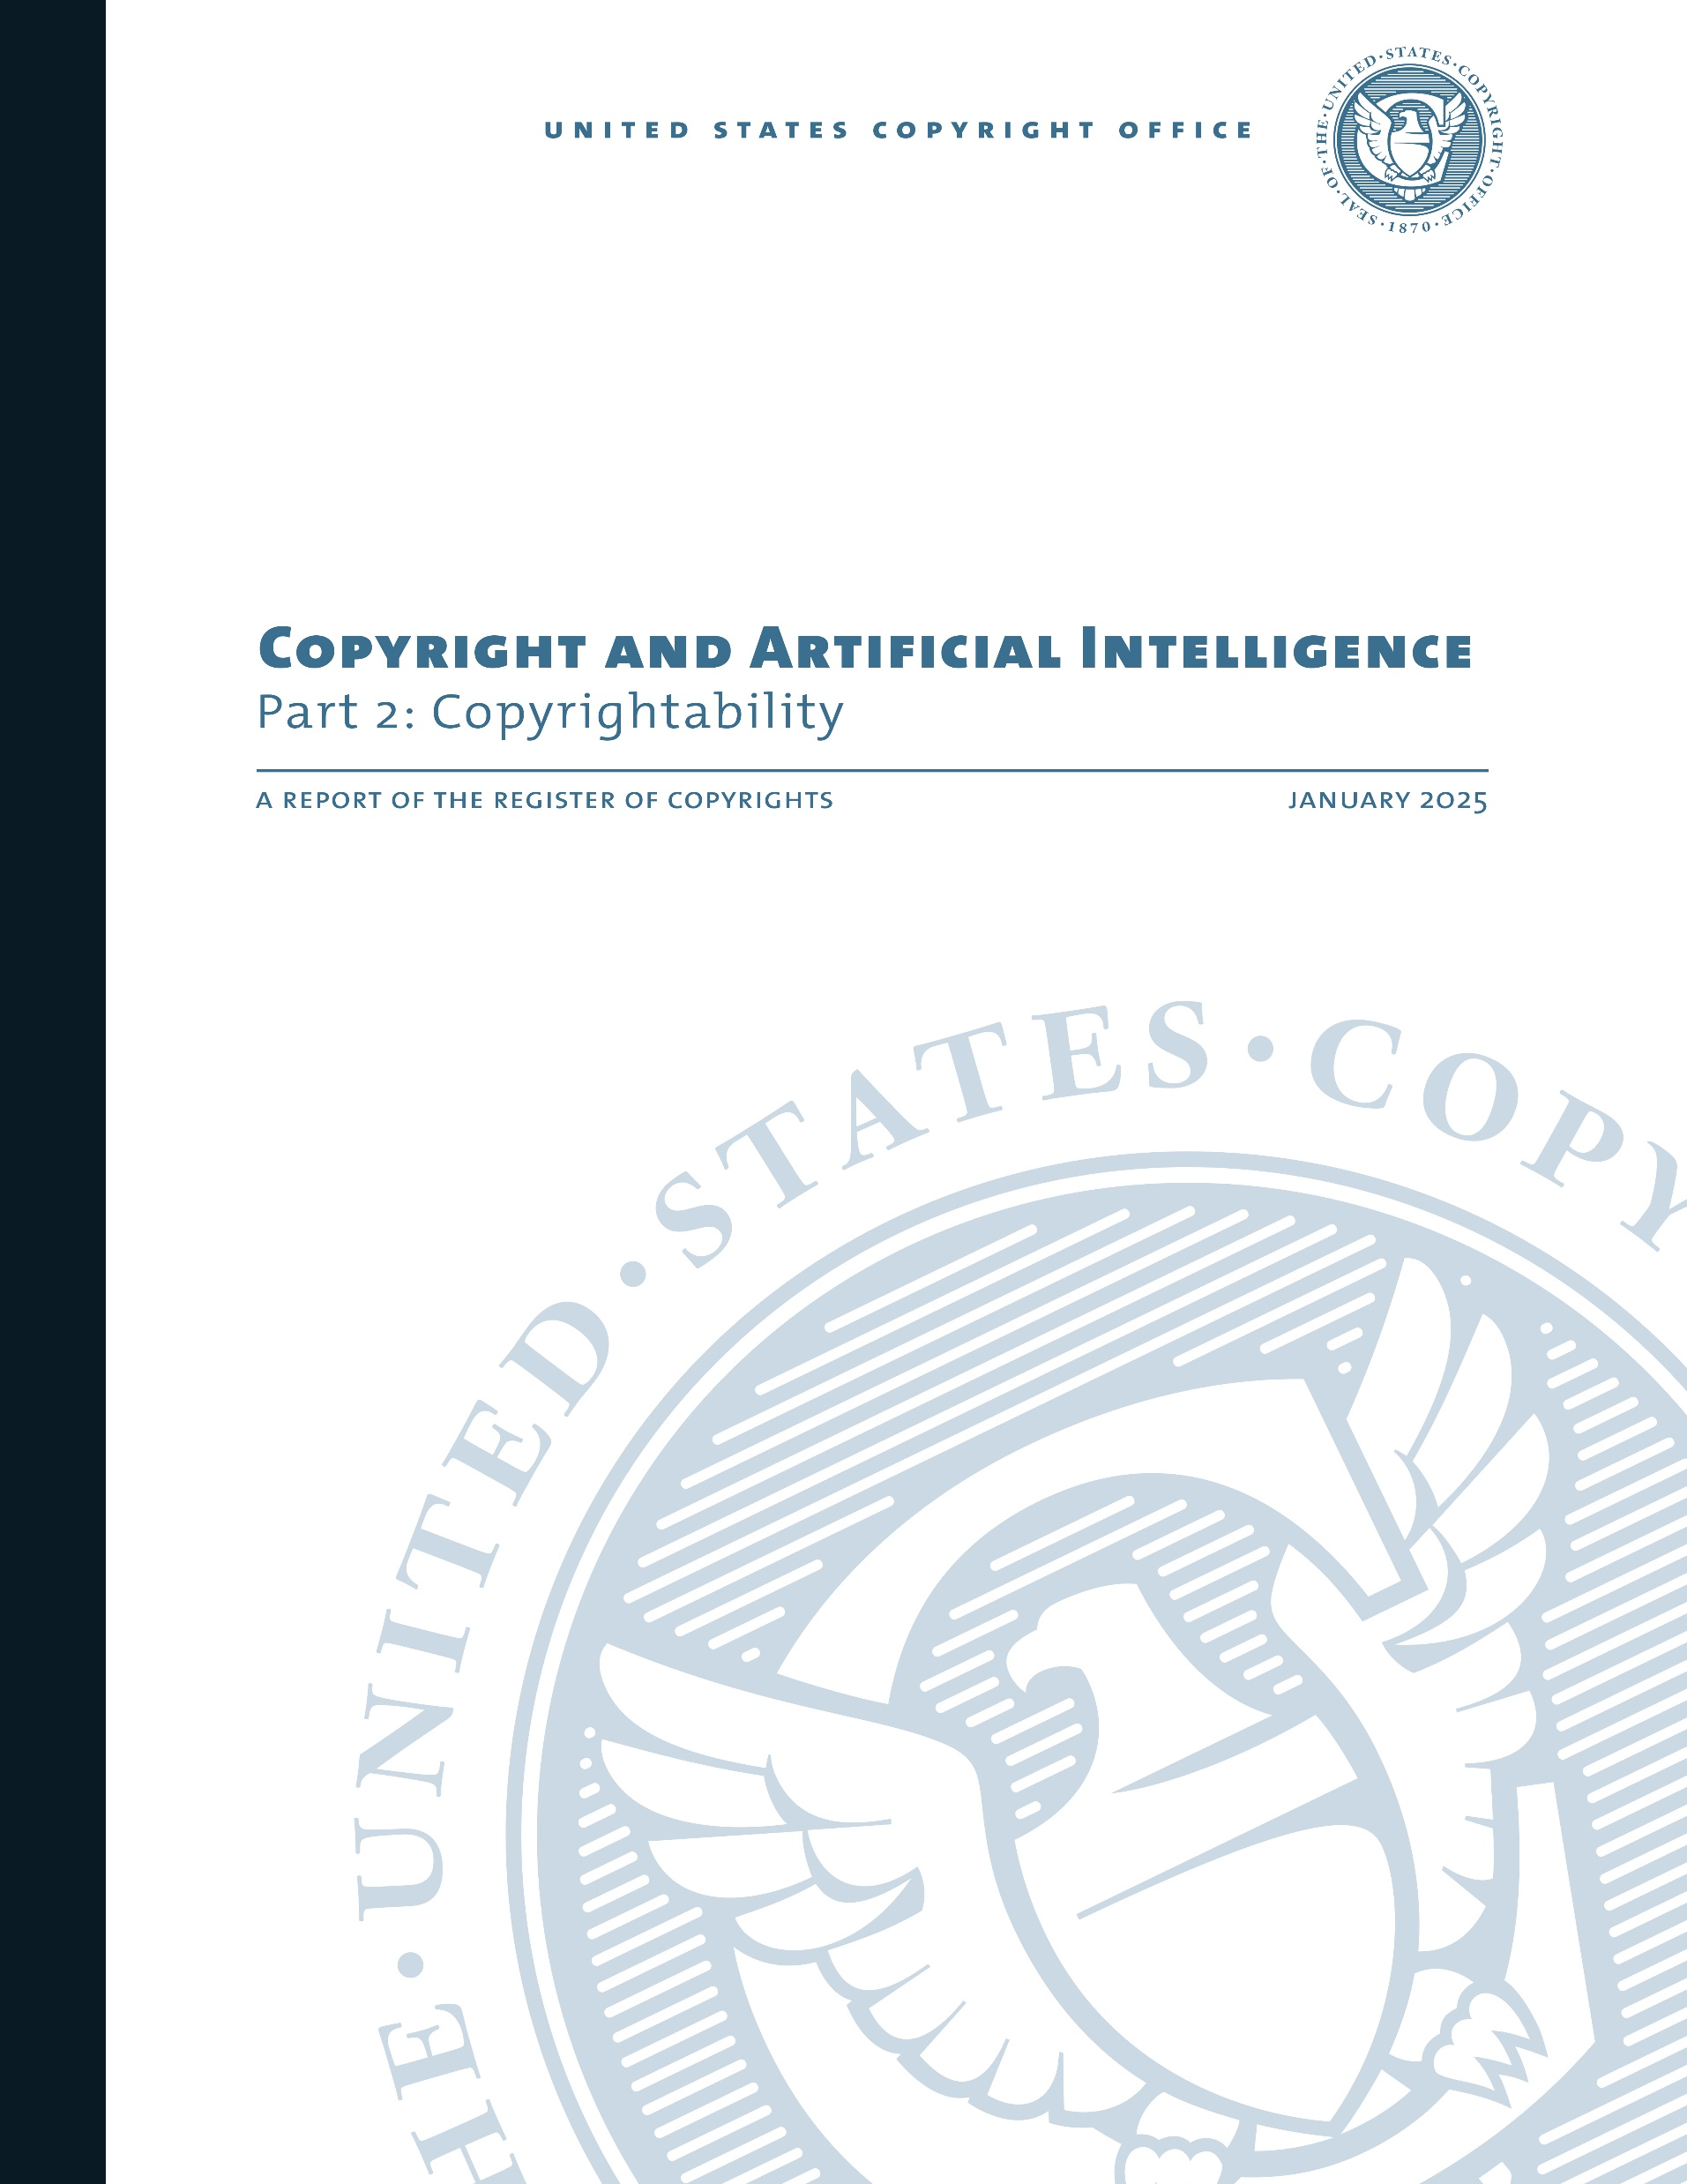 UNITED STATES COPYRIGHT OFFICE
SEAL·OF·THE·UNITED·STATES·COPYRIGHT·OFFICE·1870·
COPYRIGHT AND ARTIFICIAL INTELLIGENCE
Part 2: Copyrightability
A REPORT OF THE REGISTER OF COPYRIGHTS
JANUARY 2025
HE·UNITED·STATES·COPY